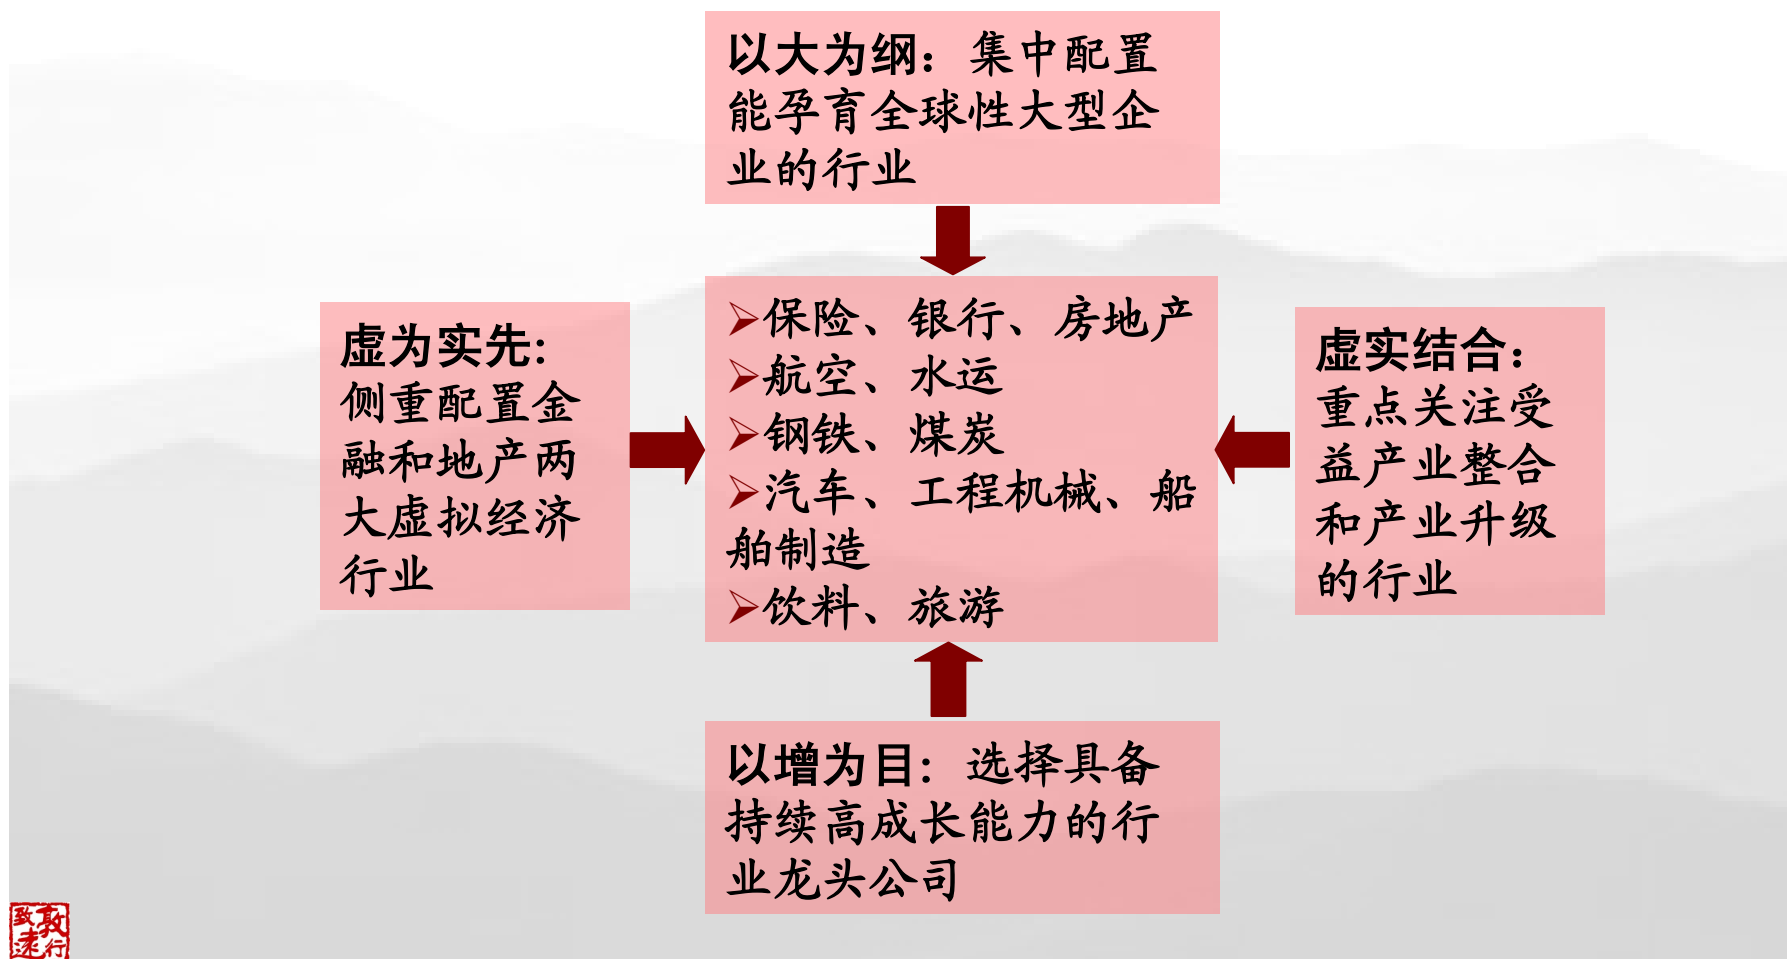 以大为纲：集中配置
能孕育全球性大型企
业的行业
虚为实先:
侧重配置金
融和地产两
大虚拟经济
行业
➢保险、银行、房地产
➢航空、水运
➢钢铁、煤炭
➢汽车、工程机械、船
舶制造
➢饮料、旅游
虚实结合：
重点关注受
益产业整合
和产业升级
的行业
以增为目：选择具备
持续高成长能力的行
业龙头公司
敦行
致速